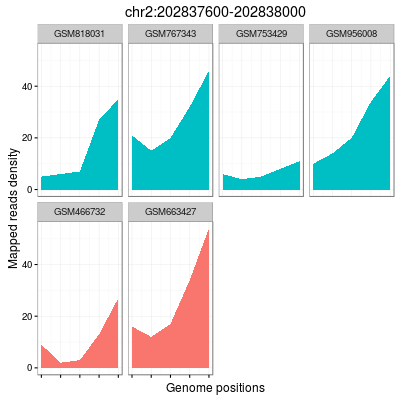 chr2:202837600-202838000
GSM818031 GSM767343 GSM753429 GSM956008
40
20
0
GSM466732 GSM663427
40
20
0
Mapped reads density
Genome positions